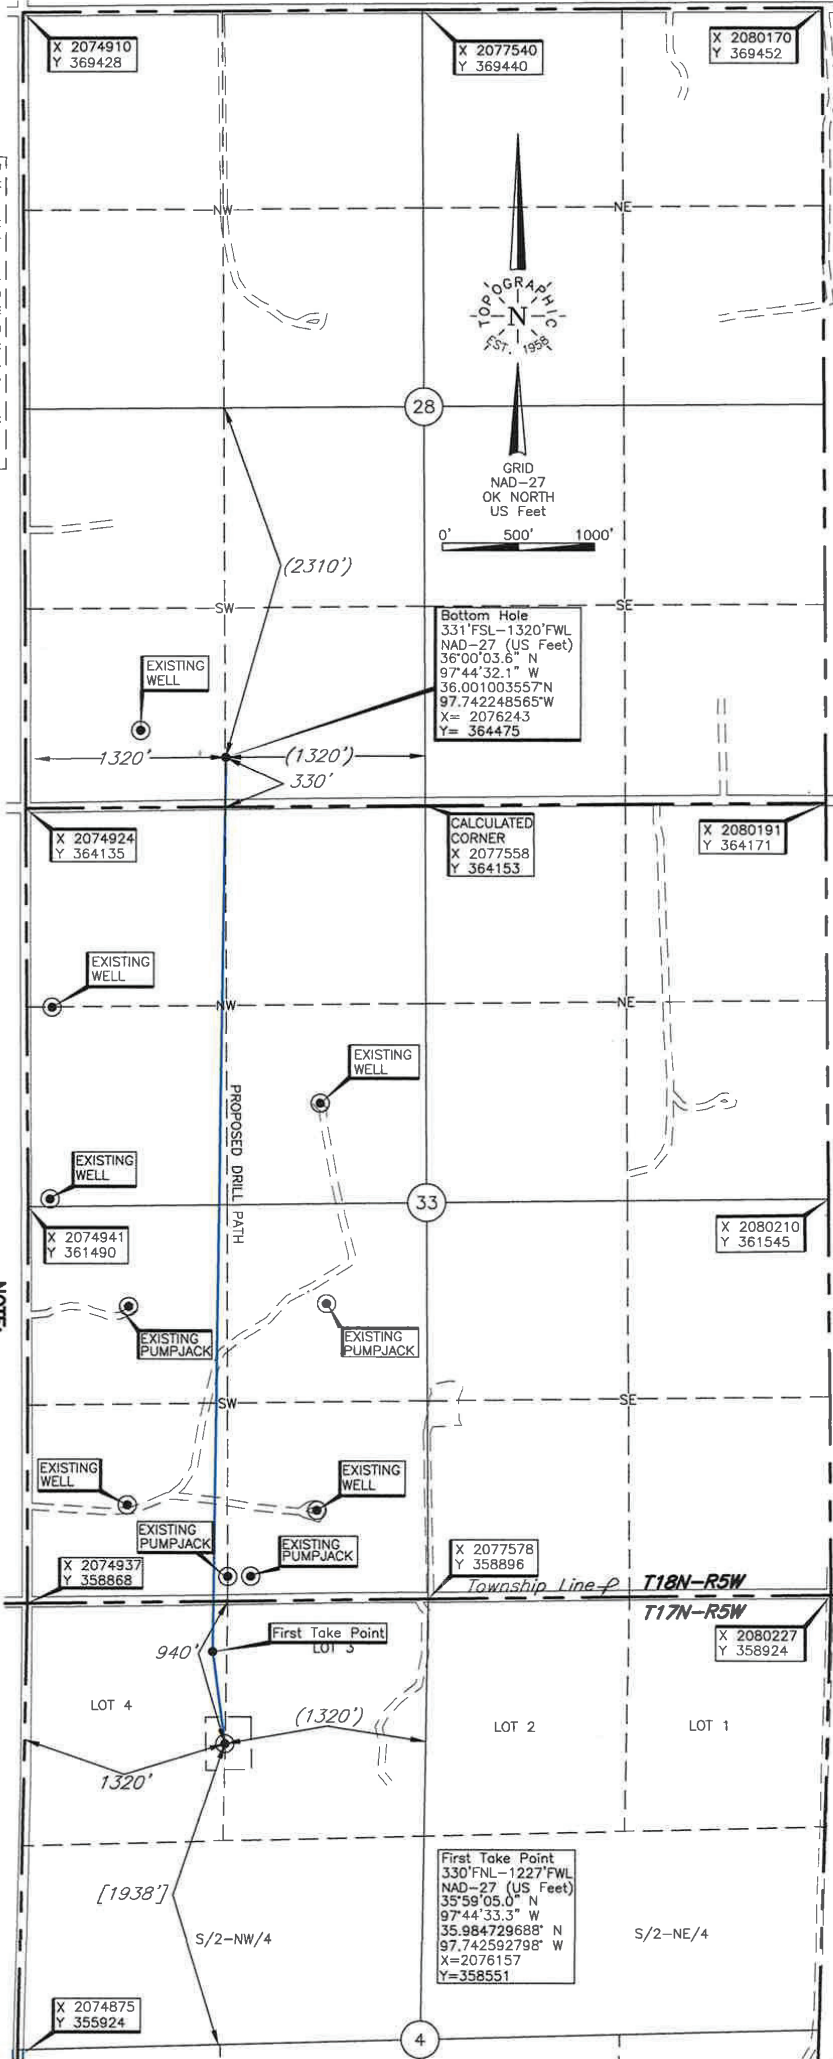 X 2074910
Y 369428
X 2077540
Y 369440
X 2080170
Y 369452
NW
NE
TOPOGRAPHIC
N
EST. 1958
28
GRID
NAD-27
OK NORTH
US Feet
0' 500' 1000'
(2310')
SW
SE
Bottom Hole
331'FSL-1320'FWL
NAD-27 (US Feet)
36°00'03.6" N
97°44'32.1" W
36.001003557°N
97.742248565°W
X= 2076243
Y= 364475
EXISTING
WELL
1320'
(1320')
330'
X 2074924
Y 364135
CALCULATED
CORNER
X 2077558
Y 364153
X 2080191
Y 364171
EXISTING
WELL
NW
NE
EXISTING
WELL
PROPOSED DRILL PATH
EXISTING
WELL
33
X 2074941
Y 361490
X 2080210
Y 361545
NOTE:
EXISTING
PUMPJACK
EXISTING
PUMPJACK
SW
SE
EXISTING
WELL
EXISTING
WELL
EXISTING
PUMPJACK
EXISTING
PUMPJACK
X 2074937
Y 358868
X 2077578
Y 358896
Township Line
T18N-R5W
T17N-R5W
X 2080227
Y 358924
First Take Point
LOT 3
940'
LOT 4
(1320')
LOT 2
LOT 1
1320'
[1938']
S/2-NW/4
First Take Point
330'FNL-1227'FWL
NAD-27 (US Feet)
35°59'05.0" N
97°44'33.3" W
35.984729688° N
97.742592798° W
X=2076157
Y=358551
S/2-NE/4
X 2074875
Y 355924
4